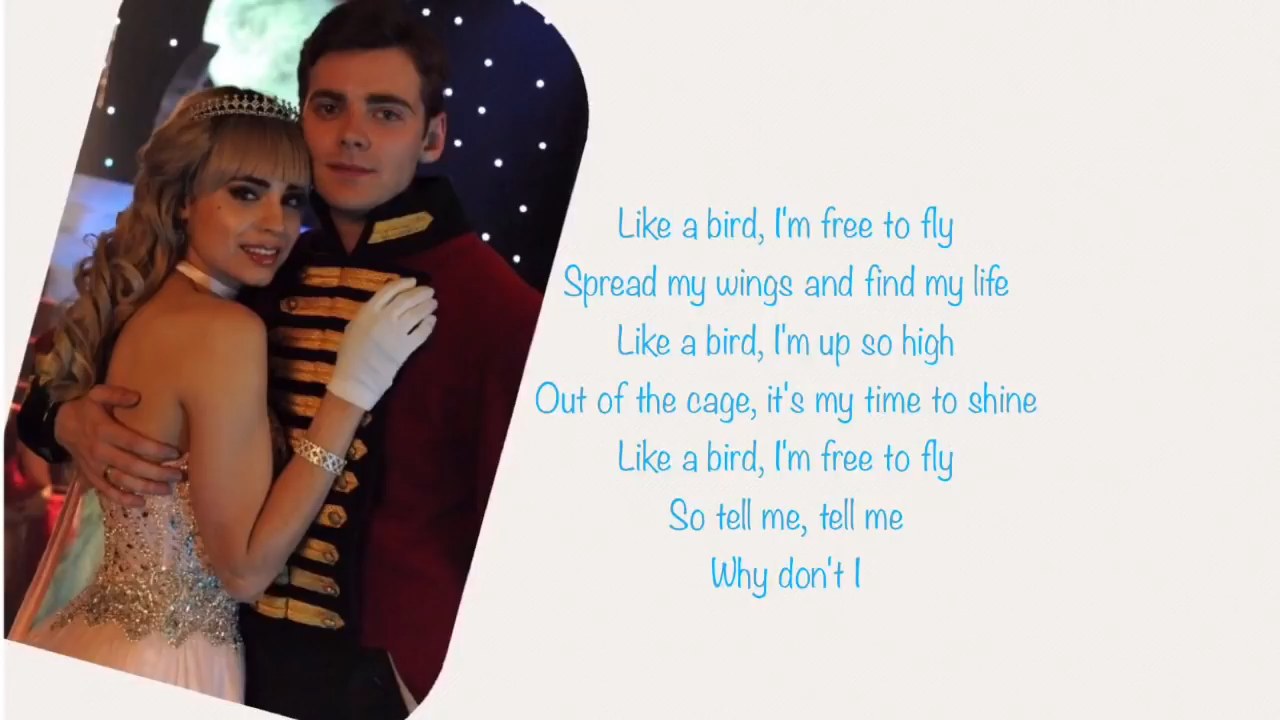 Like a bird, I'm free to fly
Spread my wings and find my life
Like a bird, I'm up so high
Out of the cage, it's my time to shine
Like a bird, I'm free to fly
So tell me, tell me
Why don't I